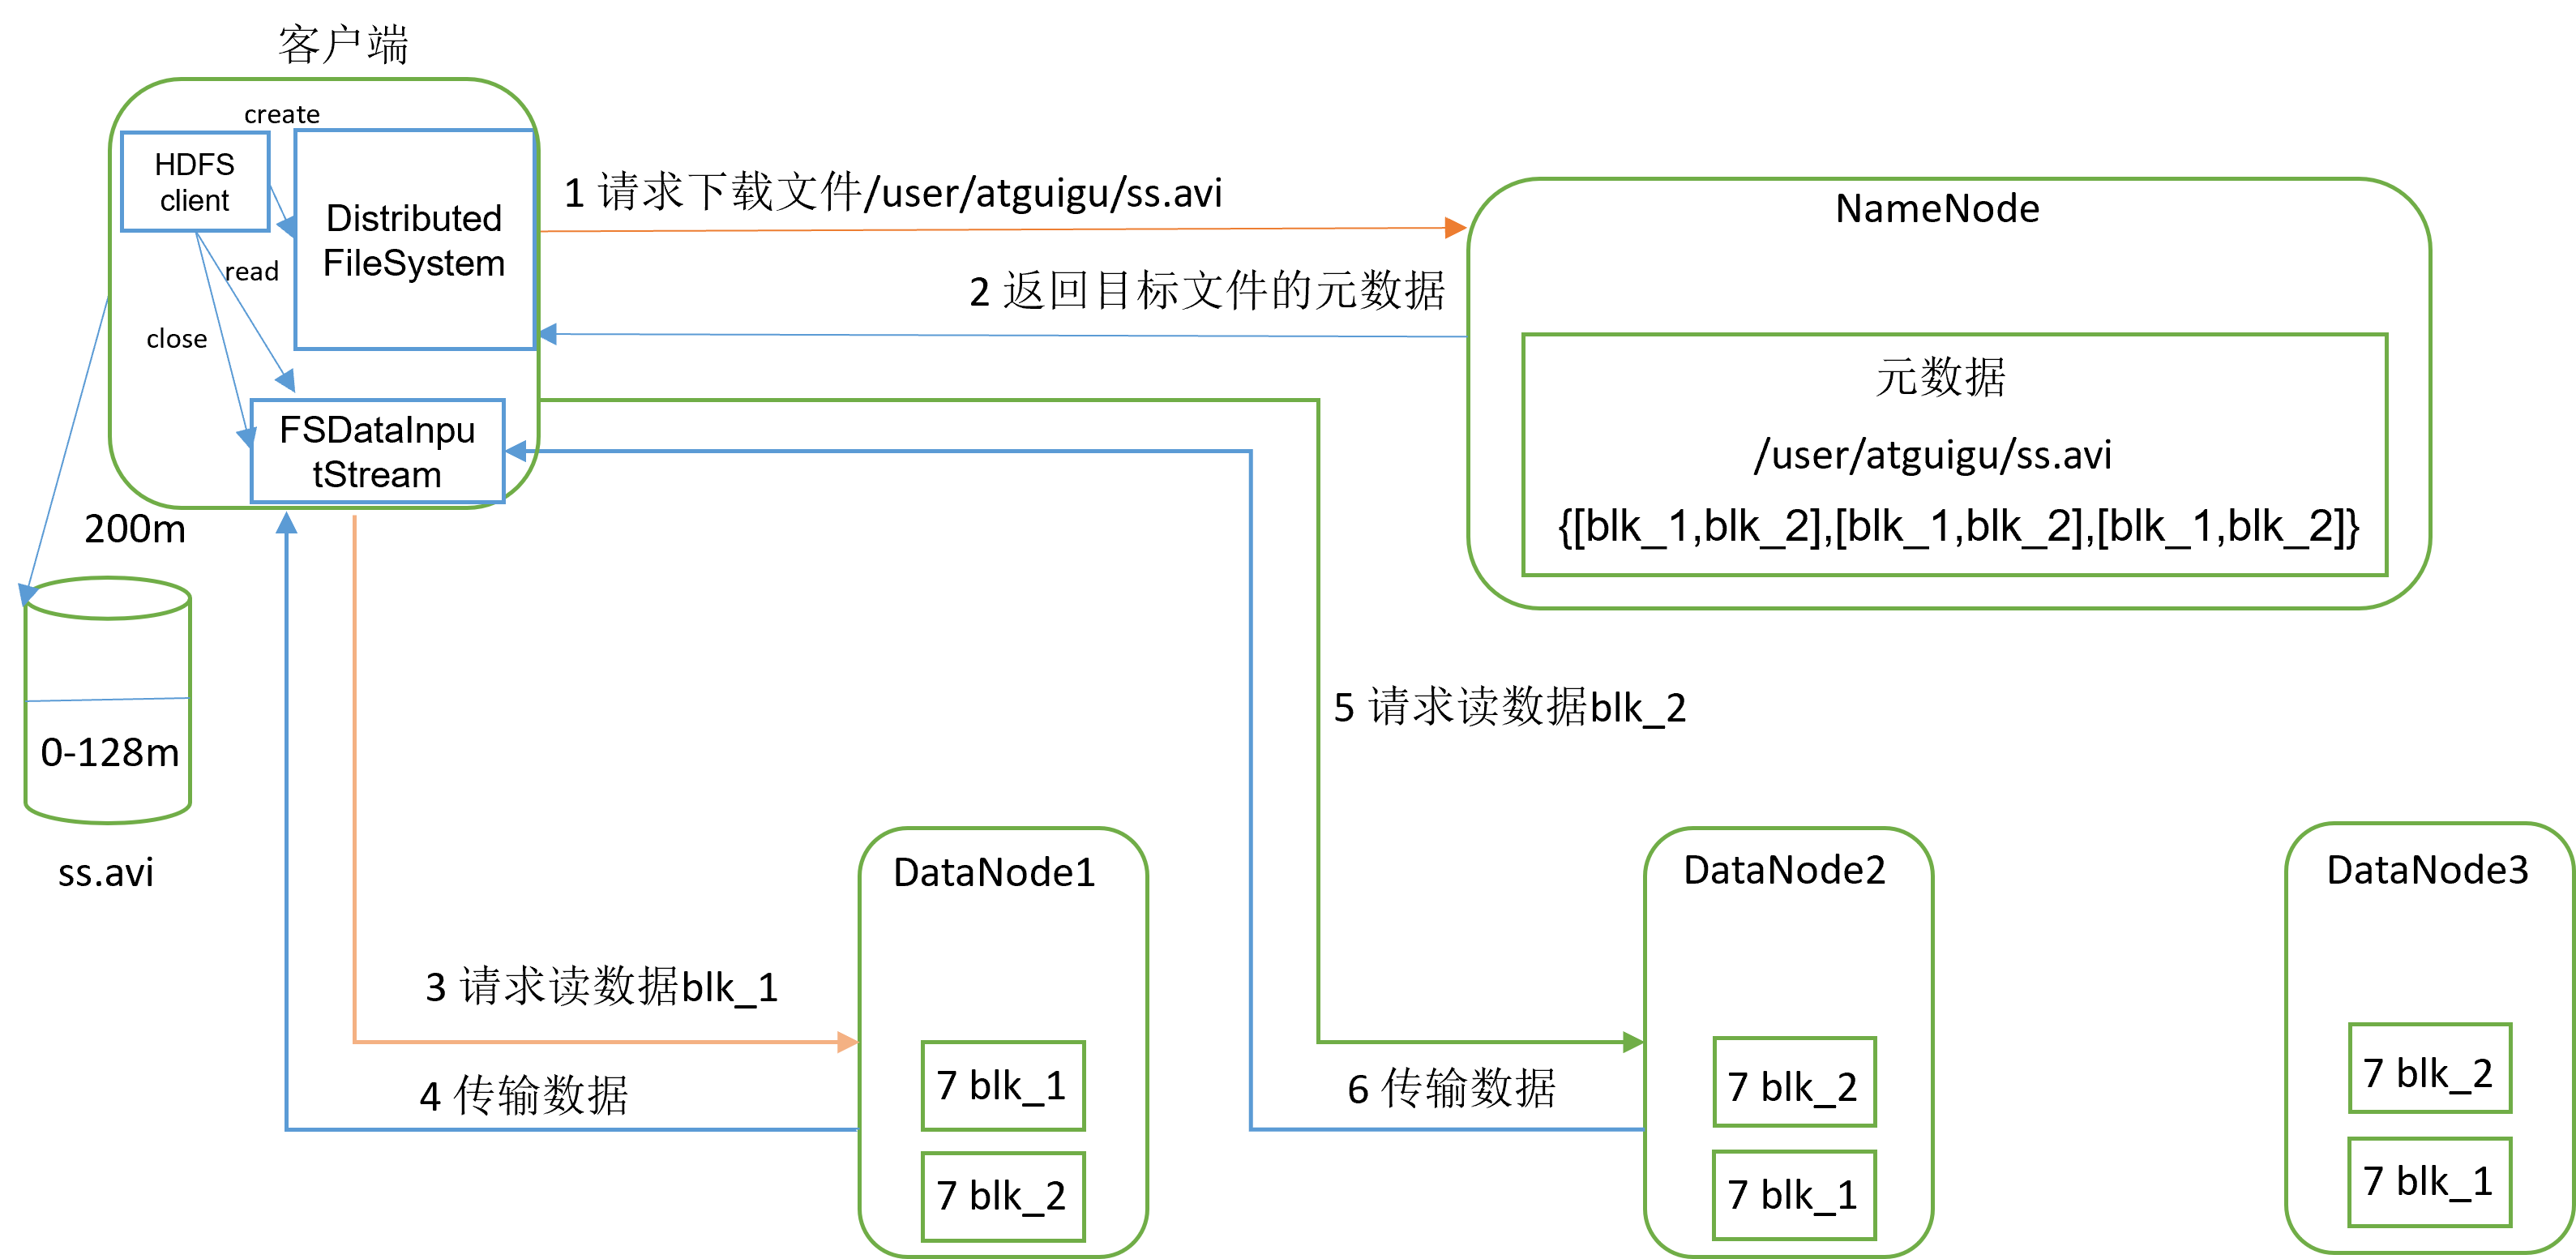 客户端
create
HDFS
client
Distributed
FileSystem
read
close
FSDataInpu
tStream
1 请求下载文件/user/atguigu/ss.avi
2 返回目标文件的元数据
NameNode
元数据
/user/atguigu/ss.avi
{[blk_1,blk_2],[blk_1,blk_2],[blk_1,blk_2]}
200m
0-128m
ss.avi
3 请求读数据blk_1
4 传输数据
5 请求读数据blk_2
6 传输数据
DataNode1
7 blk_1
7 blk_2
DataNode2
7 blk_2
7 blk_1
DataNode3
7 blk_2
7 blk_1